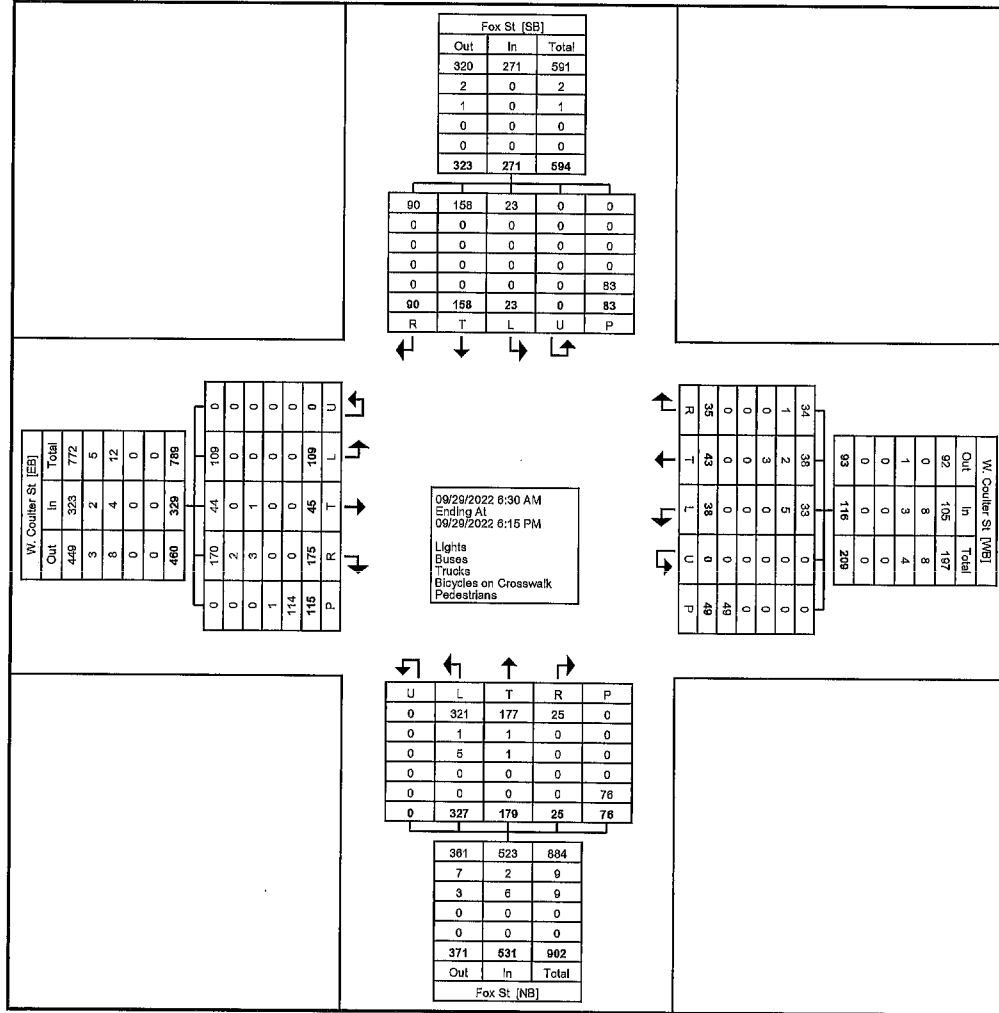 Fox St [SB]
Out In Total
320 271 591
2 0 2
1 0 1
0 0 0
0 0 0
323 271 594
90 158 23 0 0
0 0 0 0 0
0 0 0 0 0
0 0 0 0 0
0 0 0 0 83
90 158 23 0 83
R T L U P
W. Coulter St [EB]
Out In Total
449 323 772
3 2 5
8 4 12
0 0 0
0 0 0
460 329 789
0 170 44 109 0
0 2 0 0 0
0 3 1 0 0
1 0 0 0 0
114 0 0 0 0
115 175 45 109 0
P R T L U
09/29/2022 6:30 AM
Ending At
09/29/2022 6:15 PM
Lights
Buses
Trucks
Bicycles on Crosswalk
Pedestrians
W. Coulter St [WB]
Out In Total
92 105 197
0 8 8
1 3 4
0 0 0
0 0 0
93 116 209
34 38 33 0 0
1 2 5 0 0
0 3 0 0 0
0 0 0 0 0
0 0 0 0 49
35 43 38 0 49
R T L U P
U L T R P
0 321 177 25 0
0 1 1 0 0
0 5 1 0 0
0 0 0 0 0
0 0 0 0 76
0 327 179 25 76
361 523 884
7 2 9
3 6 9
0 0 0
0 0 0
371 531 902
Out In Total
Fox St [NB]